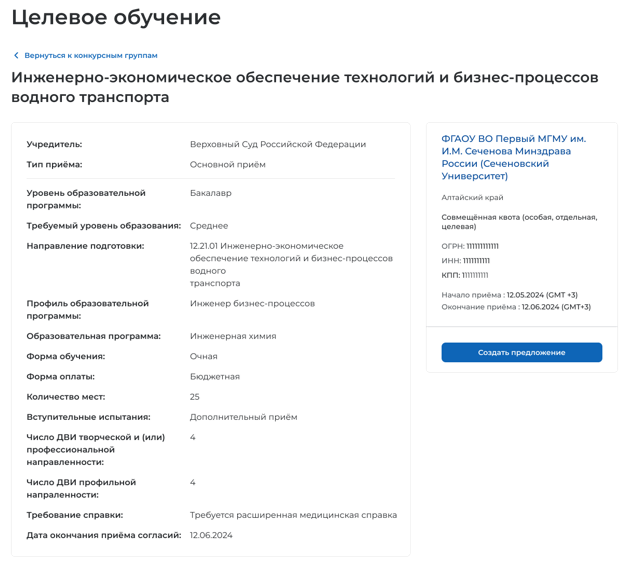 Целевое обучение
Вернуться к конкурсным группам
Инженерно-экономическое обеспечение технологий и бизнес-процессов
водного транспорта
Учредитель: Верховный Суд Российской Федерации
Тип приёма: Основной приём
Уровень образовательной
программы: Бакалавр
Требуемый уровень образования: Среднее
Направление подготовки: 12.21.01 Инженерно-экономическое
обеспечение технологий и бизнес-процессов
водного
транспорта
Профиль образовательной
программы: Инженер бизнес-процессов
Образовательная программа: Инженерная химия
Форма обучения: Очная
Форма оплаты: Бюджетная
Количество мест: 25
Вступительные испытания: Дополнительный приём
Число ДВИ творческой и (или)
профессиональной
направленности: 4
Число ДВИ профильной
напраленности: 4
Требование справки: Требуется расширенная медицинская справка
Дата окончания приёма согласий: 12.06.2024
ФГАОУ ВО Первый МГМУ им.
И.М. Сеченова Минздрава
России (Сеченовский
Университет)
Алтайский край
Совмещённая квота (особая, отдельная,
целевая)
ОГРН: 1111111111111
ИНН: 1111111111
КПП: 1111111111
Начало приёма : 12.05.2024 (GMT +3)
Окончание приёма : 12.06.2024 (GMT+3)
Создать предложение